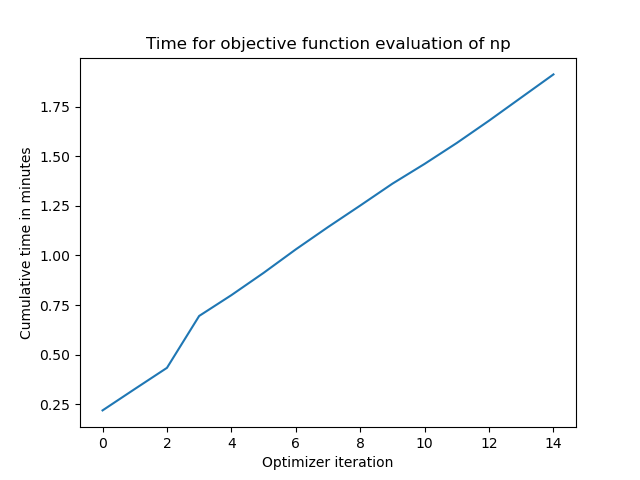 Time for objective function evaluation of np
Cumulative time in minutes
1.75
1.50
1.25
1.00
0.75
0.50
0.25
0 2 4 6 8 10 12 14
Optimizer iteration